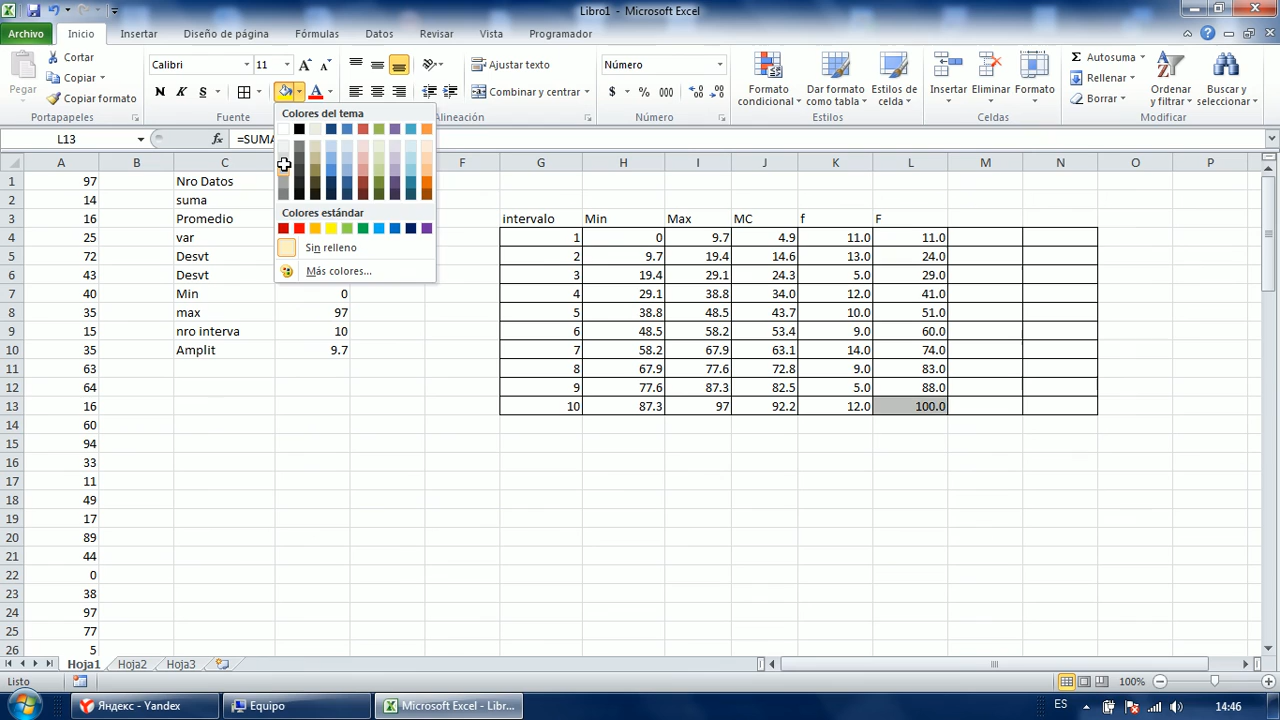 Libro1 - Microsoft Excel
Archivo Inicio Insertar Diseño de página Fórmulas Datos Revisar Vista Programador
Pegar
Cortar
Copiar
Copiar formato
Portapapeles
Calibri 11
N K S
Fuente
Ajustar texto
Combinar y centrar
Alineación
Número
$ % 000
Número
Formato condicional
Dar formato como tabla
Estilos de celda
Estilos
Insertar Eliminar Formato
Celdas
Autosuma
Rellenar
Borrar
Ordenar y filtrar
Buscar y seleccionar
Modificar
L13 fx =SUMA
Colores del tema
Colores estándar
Sin relleno
Más colores...
A B C F G H I J K L M N O P
1 97 Nro Datos
2 14 suma
3 16 Promedio intervalo Min Max MC f F
4 25 var 1 0 9.7 4.9 11.0 11.0
5 72 Desvt 2 9.7 19.4 14.6 13.0 24.0
6 43 Desvt 3 19.4 29.1 24.3 5.0 29.0
7 40 Min 0 4 29.1 38.8 34.0 12.0 41.0
8 35 max 97 5 38.8 48.5 43.7 10.0 51.0
9 15 nro interva 10 6 48.5 58.2 53.4 9.0 60.0
10 35 Amplit 9.7 7 58.2 67.9 63.1 14.0 74.0
11 63 8 67.9 77.6 72.8 9.0 83.0
12 64 9 77.6 87.3 82.5 5.0 88.0
13 16 10 87.3 97 92.2 12.0 100.0
14 60
15 94
16 33
17 11
18 49
19 17
20 89
21 44
22 0
23 38
24 97
25 77
26 5
Hoja1 Hoja2 Hoja3
Listo 100%
Яндекс - Yandex Equipo Microsoft Excel - Libr... ES 14:46